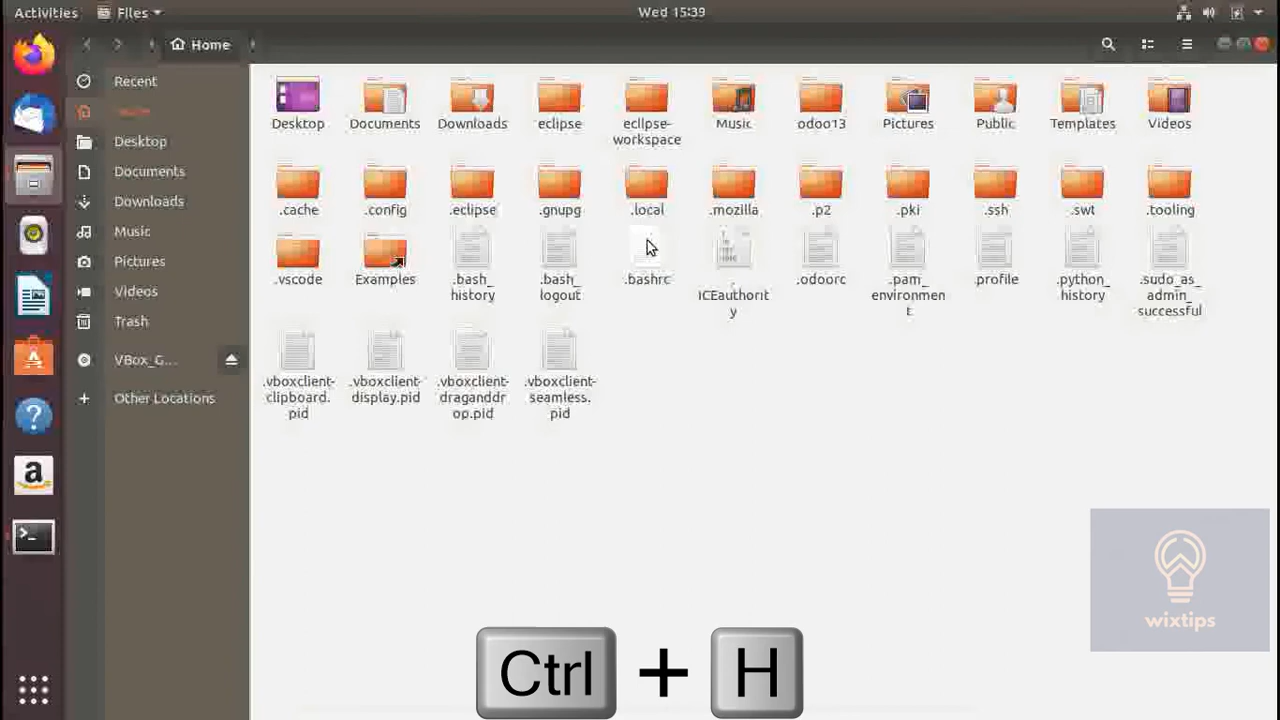 Activities Files Wed 15:39
Home
Recent
Desktop
Documents
Downloads
Music
Pictures
Videos
Trash
VBox_G...
Other Locations
Desktop Documents Downloads eclipse eclipse- Music odoo13 Pictures Public Templates Videos
workspace
.cache .config .eclipse .gnupg .local .mozilla .p2 .pki .ssh .swt .tooling
.vscode Examples .bash_ .bash_ .bashrc . .odoorc .pam_ .profile .python_ .sudo_as_
history logout ICEauthorit environmen history admin_
y t successful
.vboxclient- .vboxclient- .vboxclient- .vboxclient-
clipboard. display.pid draganddr seamless.
pid op.pid pid
wixtips
Ctrl + H